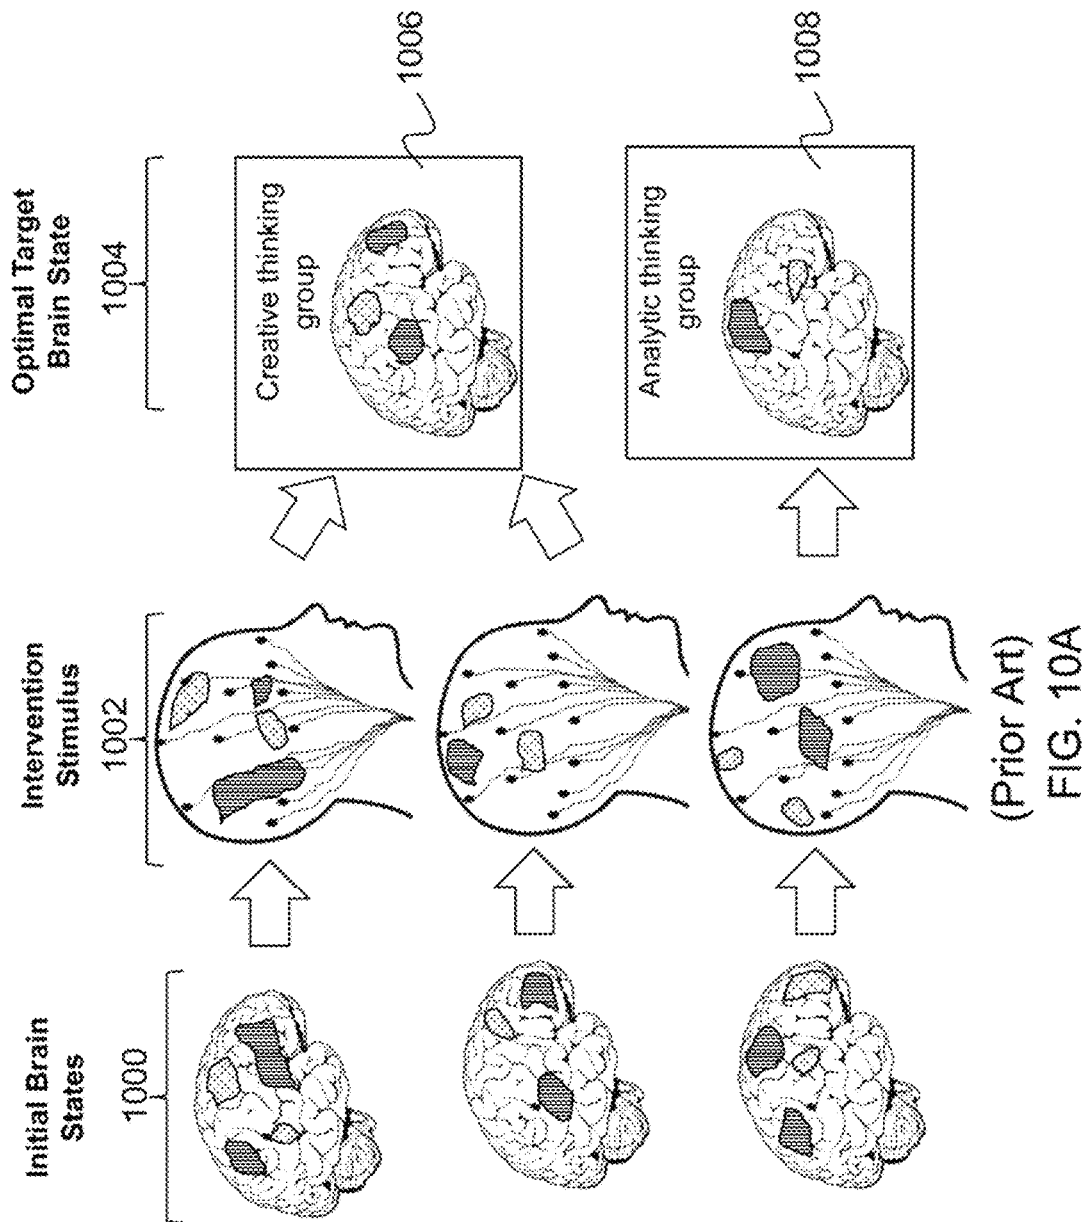 Initial Brain
States
1000
Intervention
Stimulus
1002
Optimal Target
Brain State
1004
Creative thinking
group
1006
Analytic thinking
group
1008
(Prior Art)
FIG. 10A